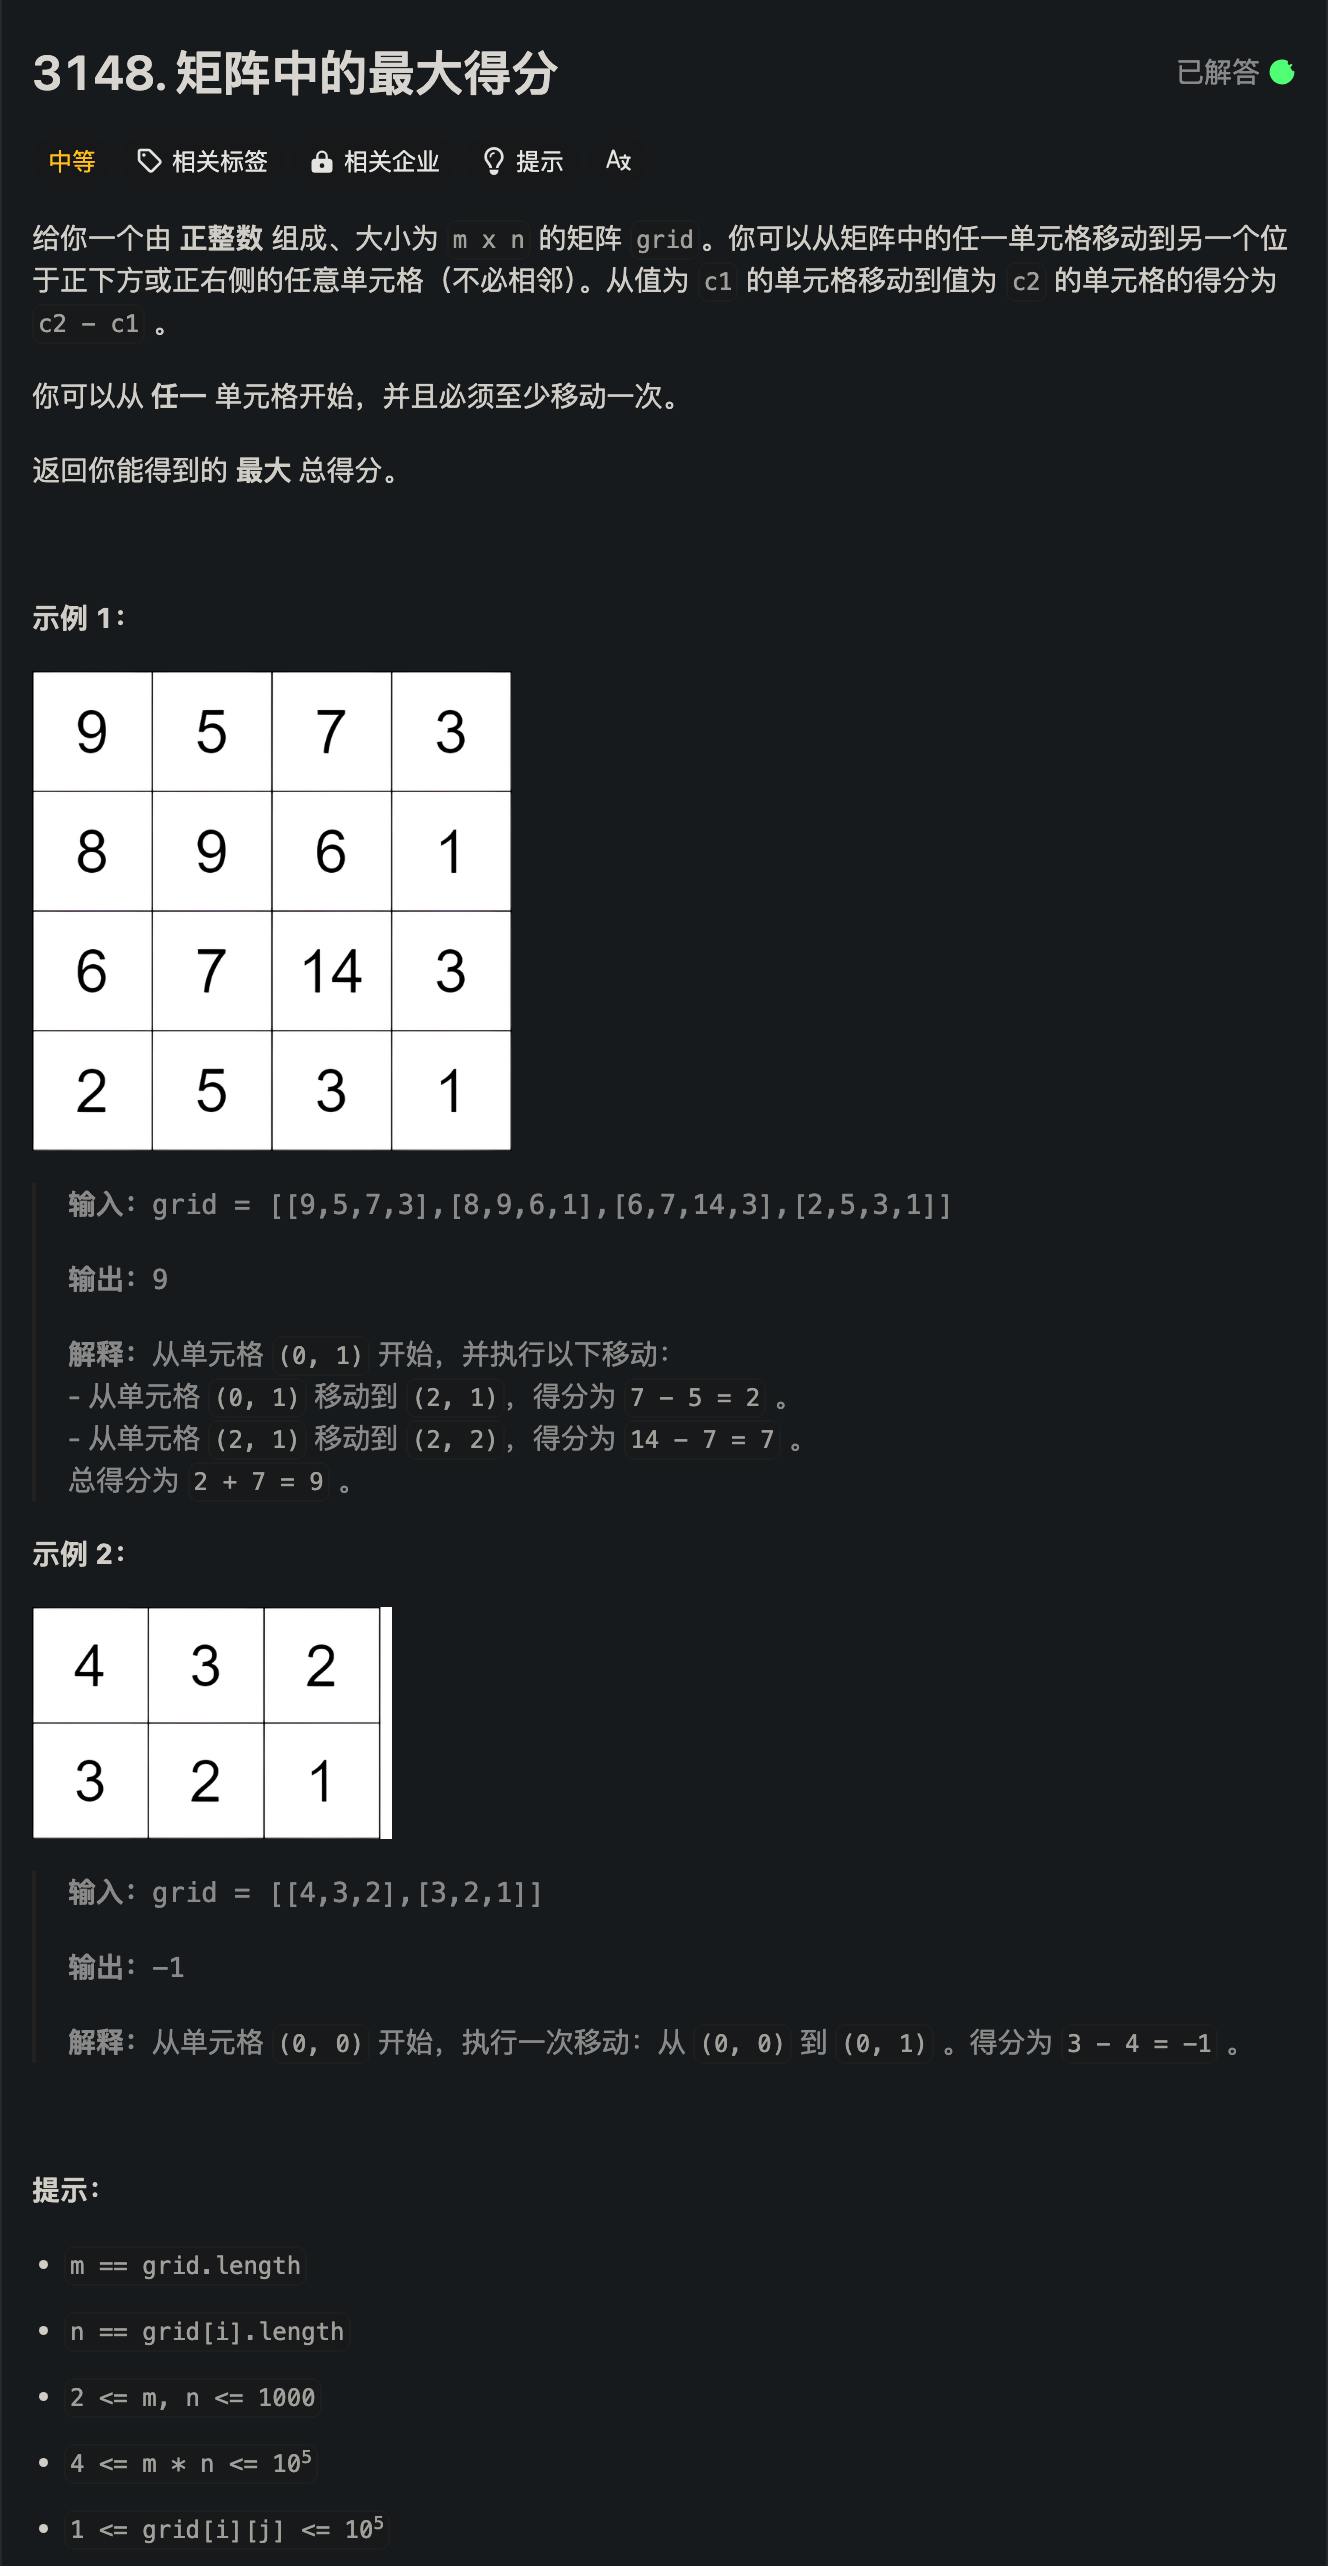 3148. 矩阵中的最大得分
已解答
中等 相关标签 相关企业 提示 Aあ
给你一个由 正整数 组成、大小为 m x n 的矩阵 grid。你可以从矩阵中的任一单元格移动到另一个位
于正下方或正右侧的任意单元格（不必相邻）。从值为 c1 的单元格移动到值为 c2 的单元格的得分为
c2 - c1 。
你可以从 任一 单元格开始，并且必须至少移动一次。
返回你能得到的 最大 总得分。
示例 1：
9 5 7 3
8 9 6 1
6 7 14 3
2 5 3 1
输入：grid = [[9,5,7,3],[8,9,6,1],[6,7,14,3],[2,5,3,1]]
输出：9
解释：从单元格 (0, 1) 开始，并执行以下移动：
- 从单元格 (0, 1) 移动到 (2, 1)，得分为 7 - 5 = 2 。
- 从单元格 (2, 1) 移动到 (2, 2)，得分为 14 - 7 = 7 。
总得分为 2 + 7 = 9 。
示例 2：
4 3 2
3 2 1
输入：grid = [[4,3,2],[3,2,1]]
输出：-1
解释：从单元格 (0, 0) 开始，执行一次移动：从 (0, 0) 到 (0, 1) 。得分为 3 - 4 = -1 。
提示：
• m == grid.length
• n == grid[i].length
• 2 <= m, n <= 1000
• 4 <= m * n <= 10⁵
• 1 <= grid[i][j] <= 10⁵